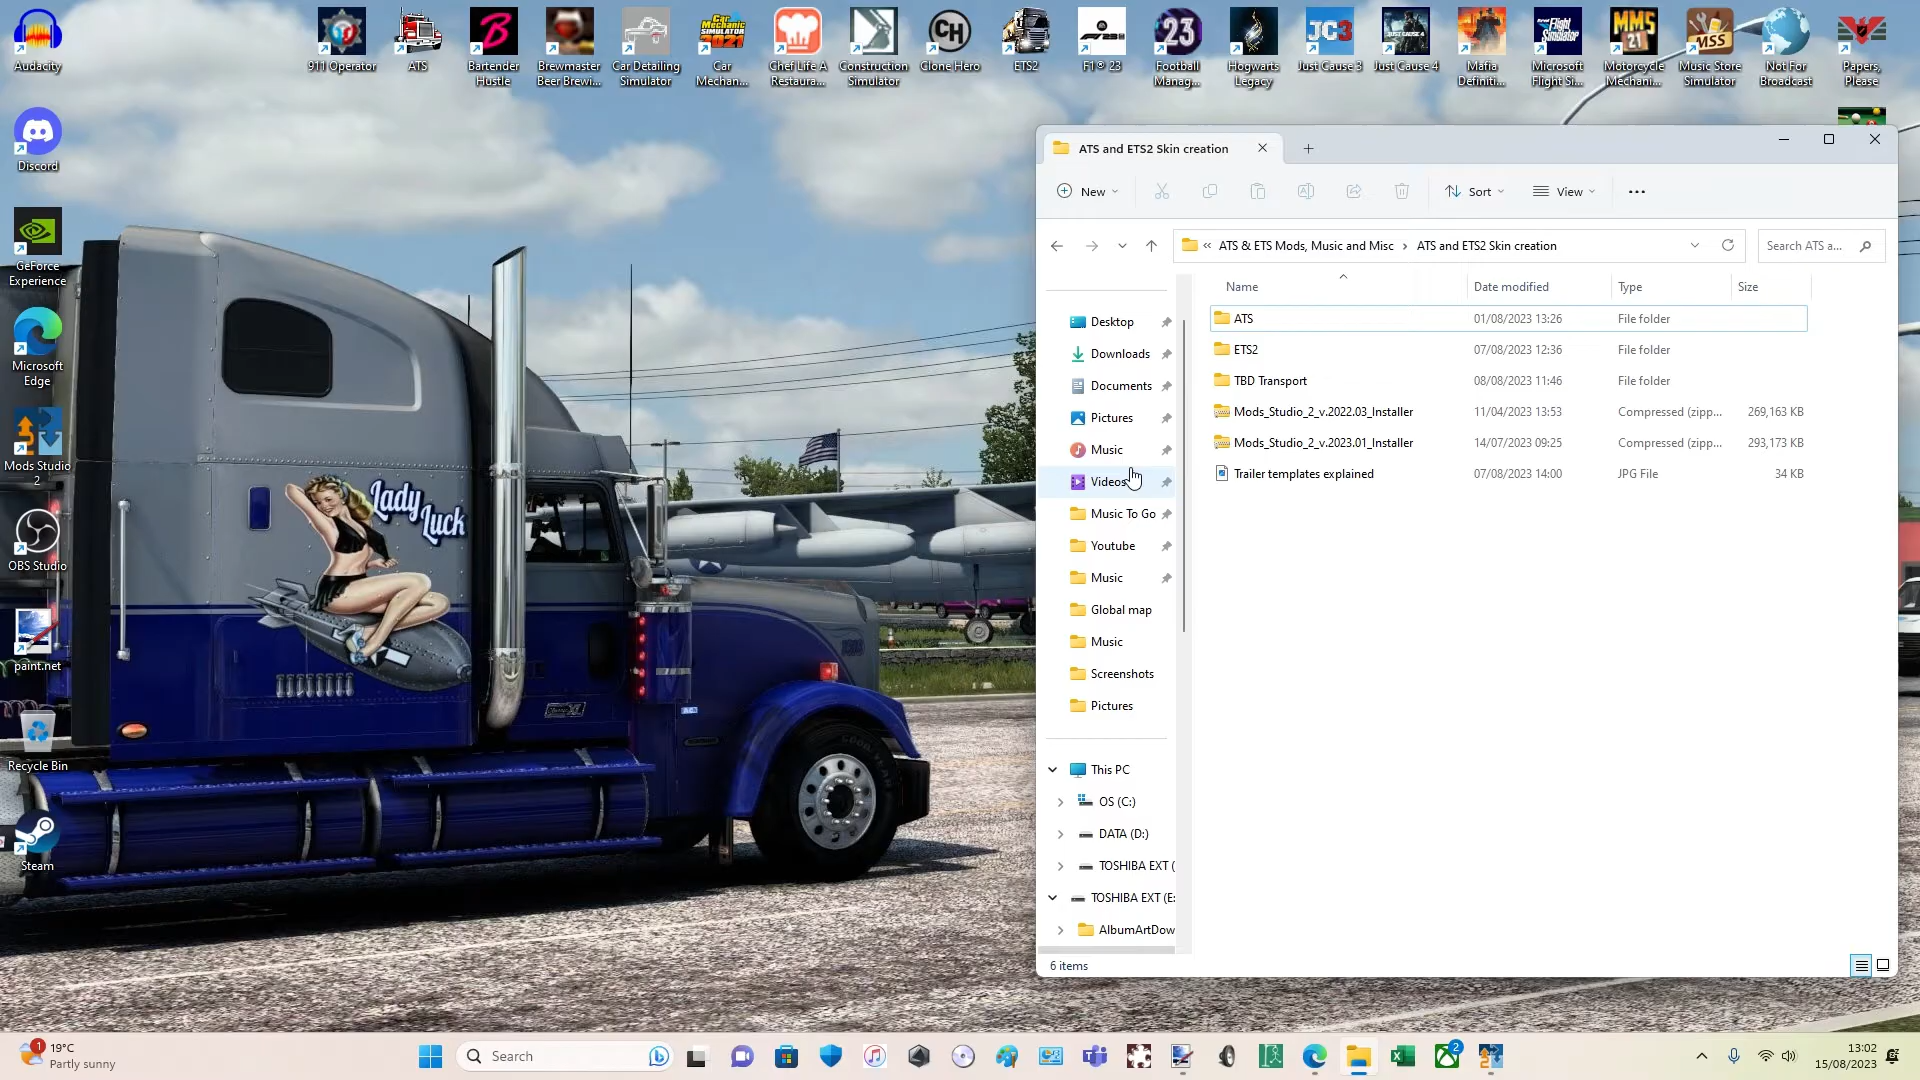 Audacity
911 Operator
ATS
Bartender
Hustle
Brewmaster
Beer Brewi...
Car Detailing
Simulator
Car
Mechan...
Chef Life A
Restaura...
Construction
Simulator
Clone Hero
ETS2
F1® 23
Football
Manag...
Hogwarts
Legacy
Just Cause 3
Just Cause 4
Mafia
Definiti...
Microsoft
Flight Si...
Motorcycle
Mechani...
Music Store
Simulator
Not For
Broadcast
Papers,
Please
Discord
GeForce
Experience
Microsoft
Edge
Mods Studio
2
OBS Studio
paint.net
Recycle Bin
Steam
Lady
Luck
ATS and ETS2 Skin creation
New
Sort
View
« ATS & ETS Mods, Music and Misc > ATS and ETS2 Skin creation
Search ATS a...
Name Date modified Type Size
ATS 01/08/2023 13:26 File folder
ETS2 07/08/2023 12:36 File folder
TBD Transport 08/08/2023 11:46 File folder
Mods_Studio_2_v.2022.03_Installer 11/04/2023 13:53 Compressed (zipp... 269,163 KB
Mods_Studio_2_v.2023.01_Installer 14/07/2023 09:25 Compressed (zipp... 293,173 KB
Trailer templates explained 07/08/2023 14:00 JPG File 34 KB
Desktop
Downloads
Documents
Pictures
Music
Videos
Music To Go
Youtube
Music
Global map
Music
Screenshots
Pictures
This PC
OS (C:)
DATA (D:)
TOSHIBA EXT (
TOSHIBA EXT (E:
AlbumArtDow
6 items
1
19°C
Partly sunny
Search
2
13:02
15/08/2023